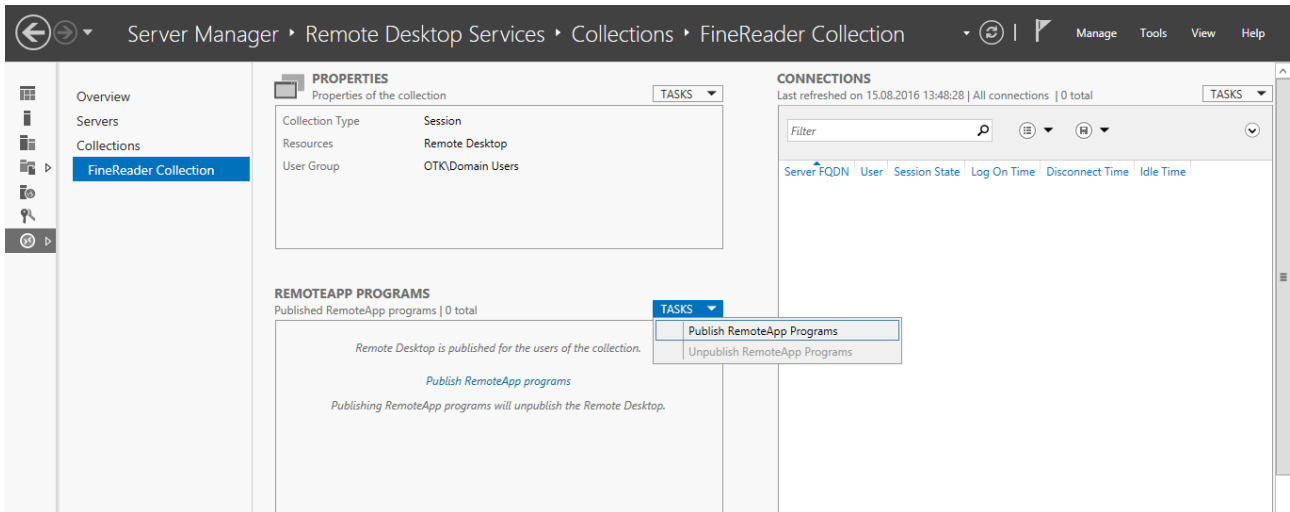 Server Manager ‣ Remote Desktop Services ‣ Collections ‣ FineReader Collection
Manage Tools View Help
Overview
Servers
Collections
FineReader Collection
PROPERTIES
Properties of the collection
TASKS
Collection Type Session
Resources Remote Desktop
User Group OTK\Domain Users
REMOTEAPP PROGRAMS
Published RemoteApp programs | 0 total
TASKS
Publish RemoteApp Programs
Unpublish RemoteApp Programs
Remote Desktop is published for the users of the collection.
Publish RemoteApp programs
Publishing RemoteApp programs will unpublish the Remote Desktop.
CONNECTIONS
Last refreshed on 15.08.2016 13:48:28 | All connections | 0 total
TASKS
Filter
Server FQDN User Session State Log On Time Disconnect Time Idle Time